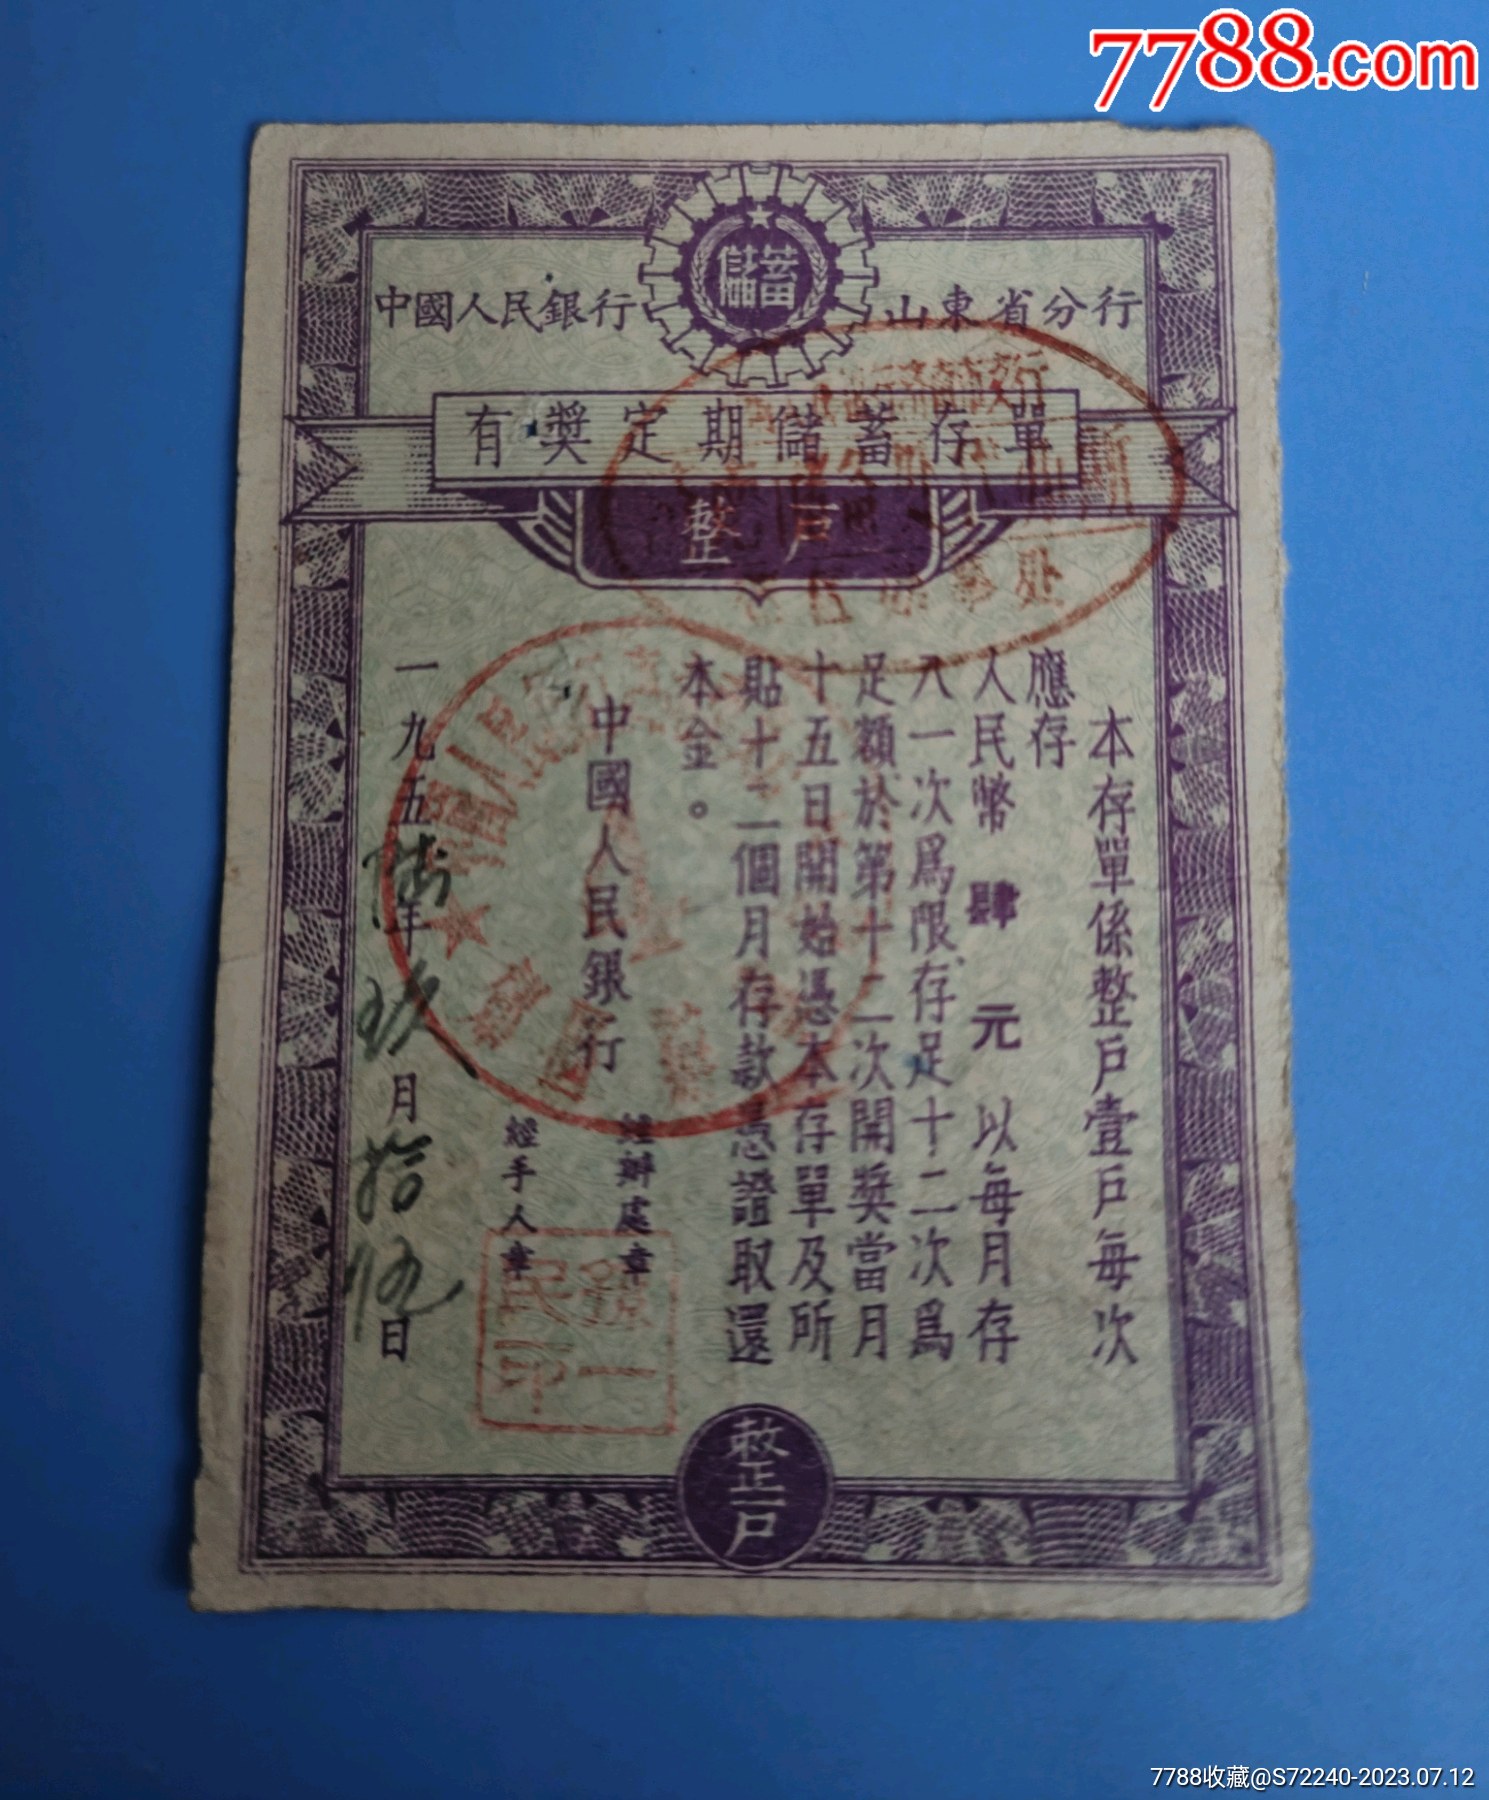 7788.com
儲蓄
中國人民銀行
山東省分行
有獎定期儲蓄存單
整戶
本存單係整戶壹戶每次
應存
人民幣 肆 元 以每月存
入一次爲限存足十二次爲
足額於第十二次開獎當月
十五日開始憑本存單及所
貼十二個月存款憑證取還
本金。
中國人民銀行
經辦處章
經手人章
一九五陸年玖月拾伍日
整戶
7788收藏@S72240-2023.07.12